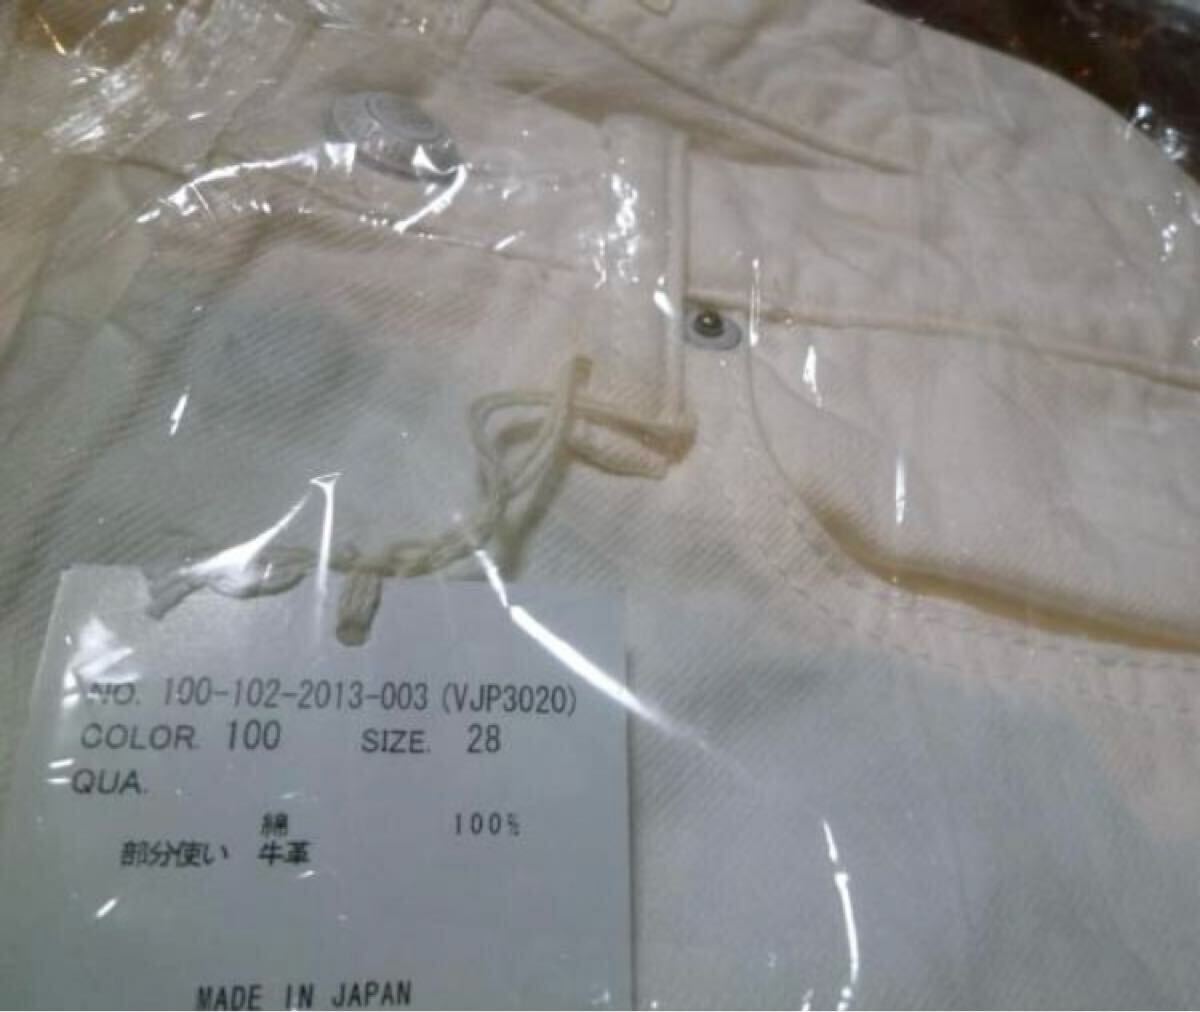 NO. 100-102-2013-003 (VJP3020)
COLOR. 100 SIZE. 28
QUA.
綿 100%
部分使い 牛革
MADE IN JAPAN